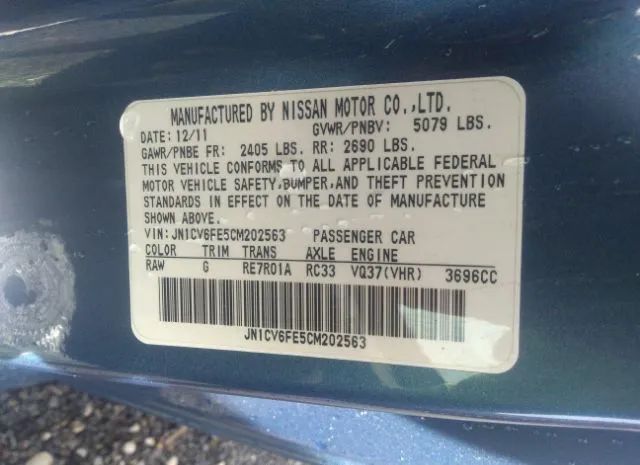 MANUFACTURED BY NISSAN MOTOR CO.,LTD.
DATE: 12/11 GVWR/PNBV: 5079 LBS.
GAWR/PNBE FR: 2405 LBS. RR: 2690 LBS.
THIS VEHICLE CONFORMS TO ALL APPLICABLE FEDERAL
MOTOR VEHICLE SAFETY,BUMPER,AND THEFT PREVENTION
STANDARDS IN EFFECT ON THE DATE OF MANUFACTURE
SHOWN ABOVE.
VIN:JN1CV6FE5CM202563 PASSENGER CAR
COLOR TRIM TRANS AXLE ENGINE
RAW G RE7R01A RC33 VQ37(VHR) 3696CC
JN1CV6FE5CM202563